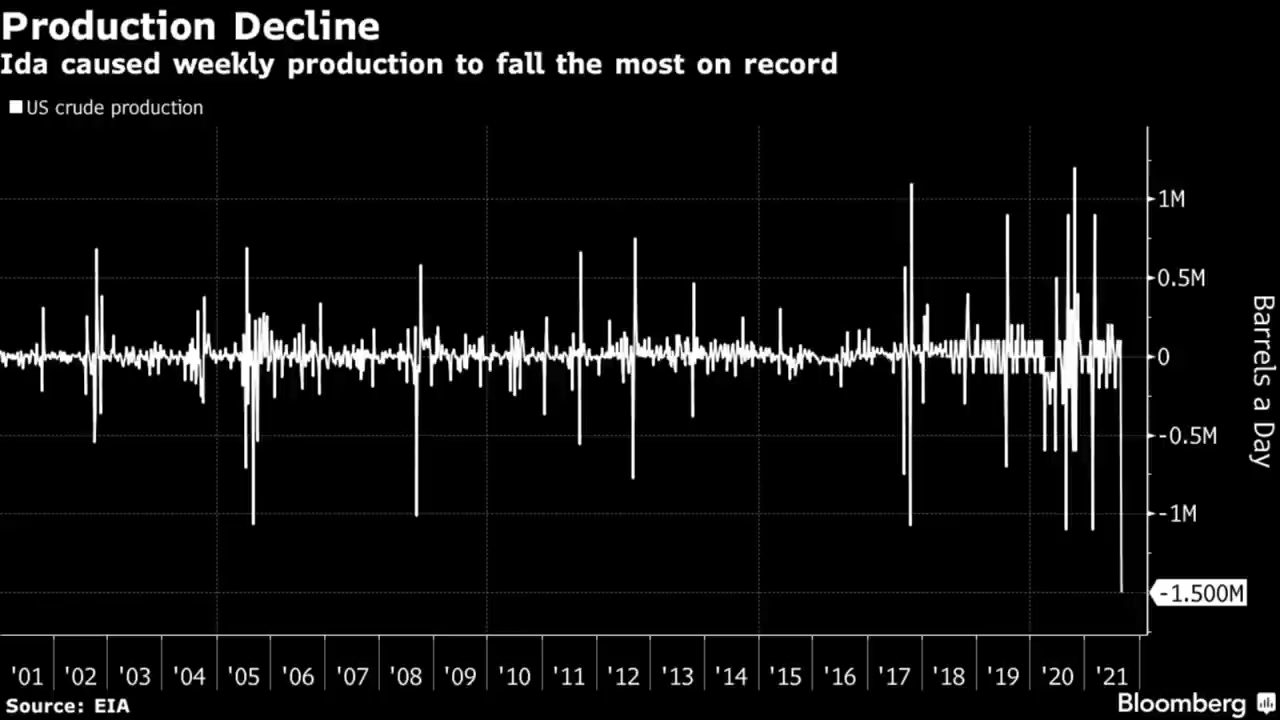 Production Decline
Ida caused weekly production to fall the most on record
US crude production
1M
0.5M
0
-0.5M
-1M
-1.500M
Barrels a Day
'01 '02 '03 '04 '05 '06 '07 '08 '09 '10 '11 '12 '13 '14 '15 '16 '17 '18 '19 '20 '21
Source: EIA
Bloomberg